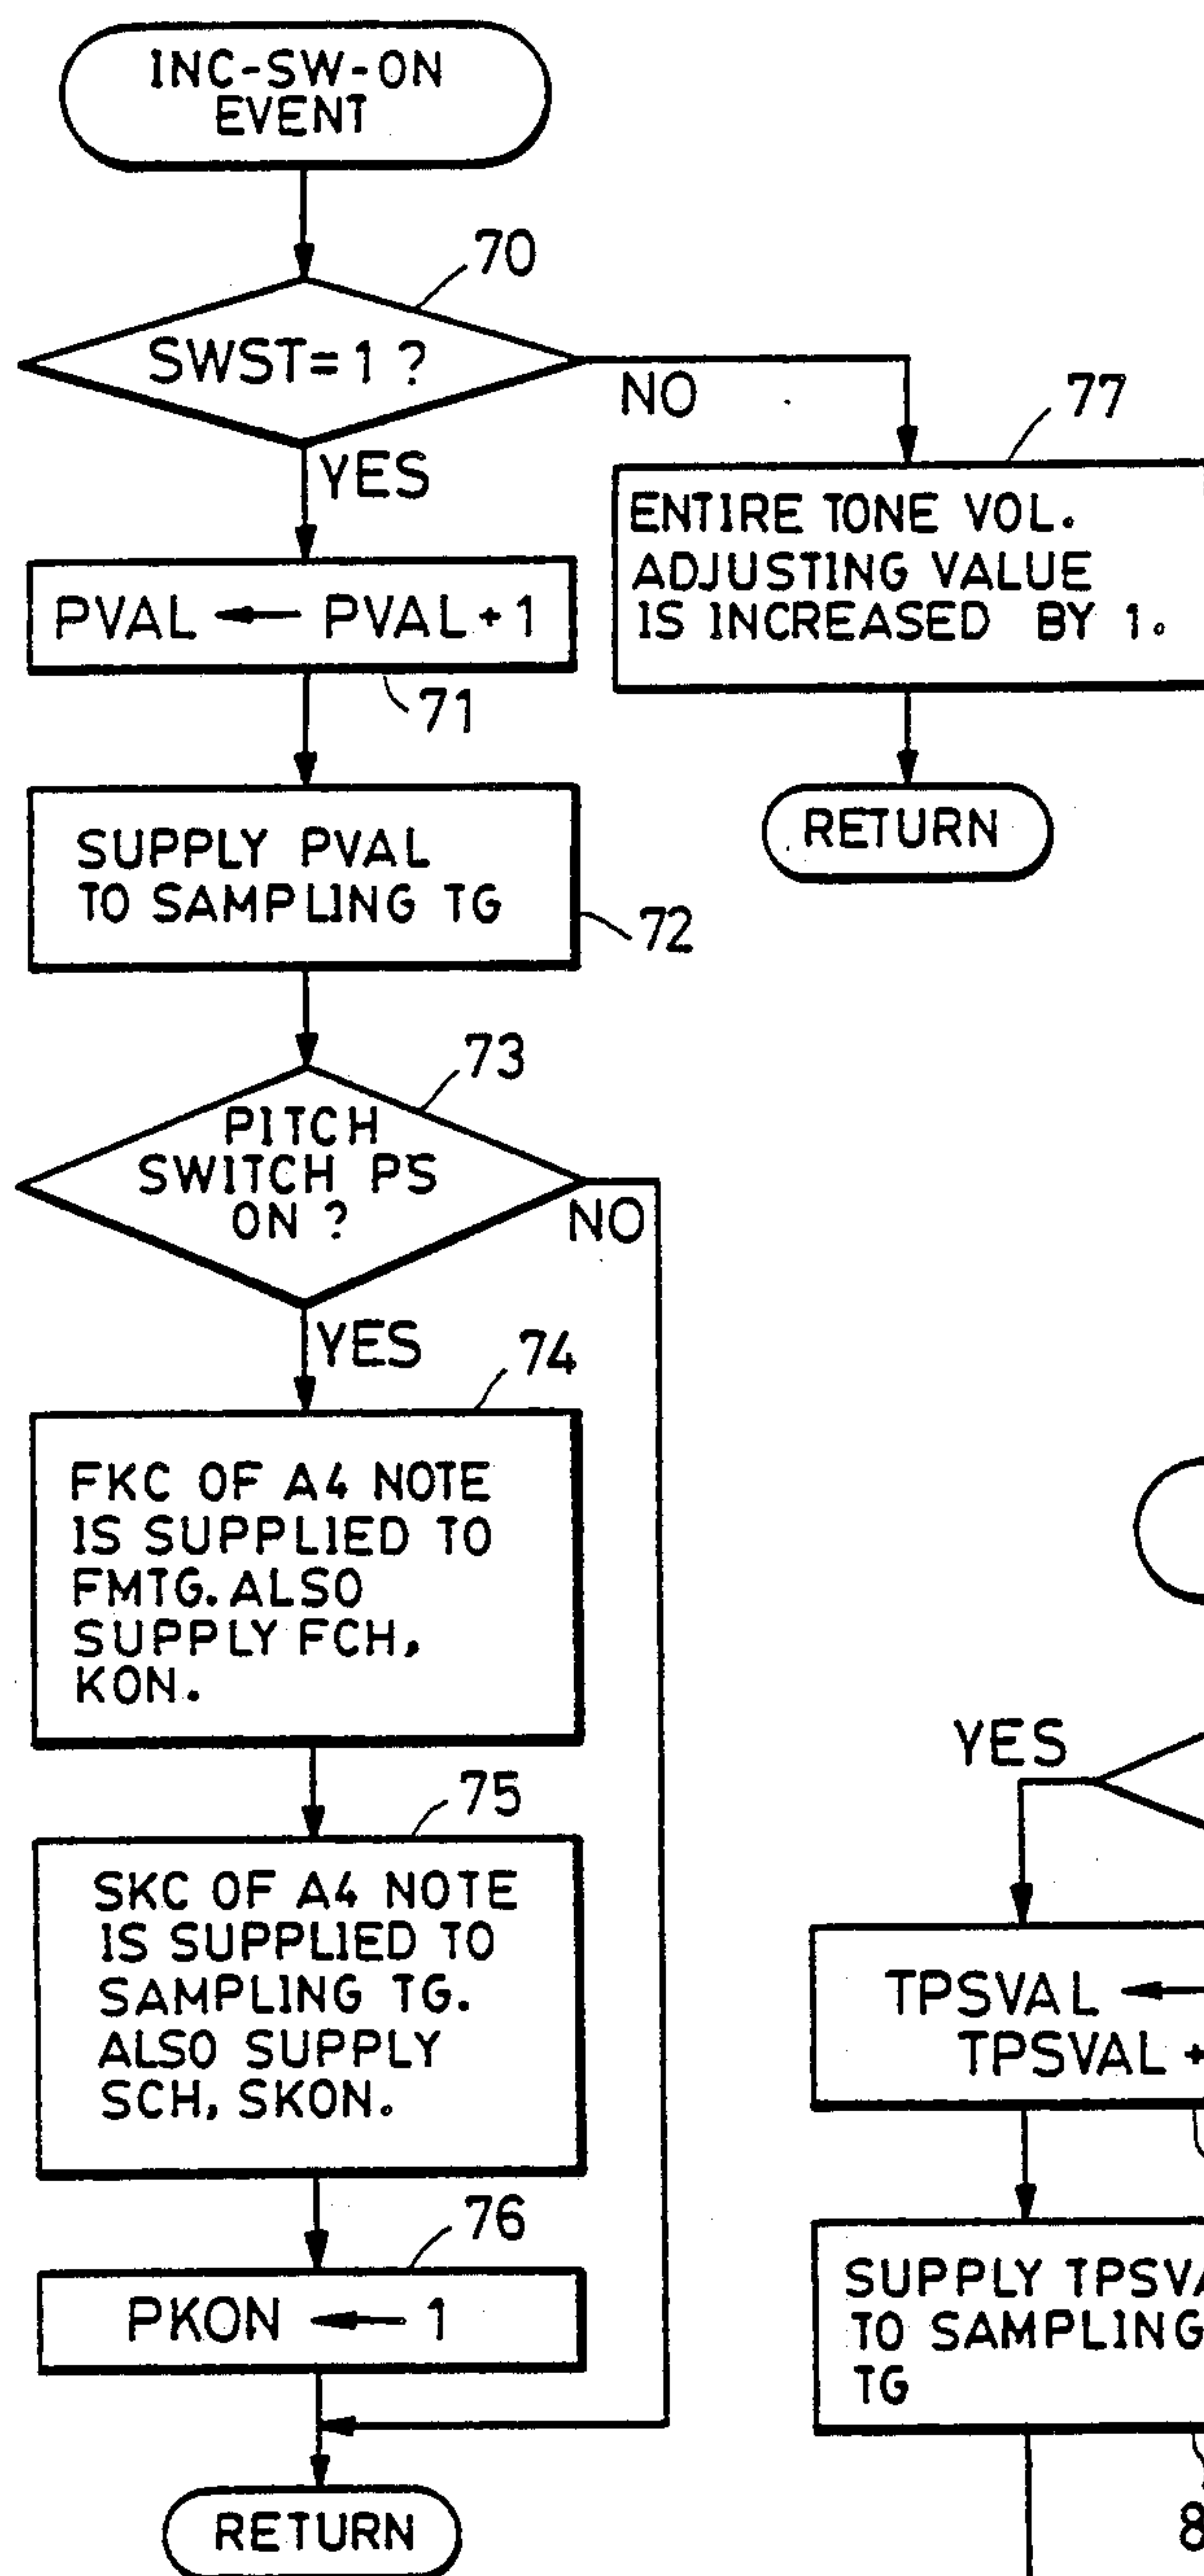 INC-SW-ON
EVENT
70
SWST=1 ?
NO
YES
77
ENTIRE TONE VOL.
ADJUSTING VALUE
IS INCREASED BY 1.
RETURN
PVAL ← PVAL+1
71
SUPPLY PVAL
TO SAMPLING TG
72
73
PITCH
SWITCH PS
ON ?
NO
YES
74
FKC OF A4 NOTE
IS SUPPLIED TO
FMTG. ALSO
SUPPLY FCH,
KON.
75
SKC OF A4 NOTE
IS SUPPLIED TO
SAMPLING TG.
ALSO SUPPLY
SCH, SKON.
76
PKON ← 1
RETURN
YES
TPSVAL ←
TPSVAL +
SUPPLY TPSVA
TO SAMPLING
TG
8